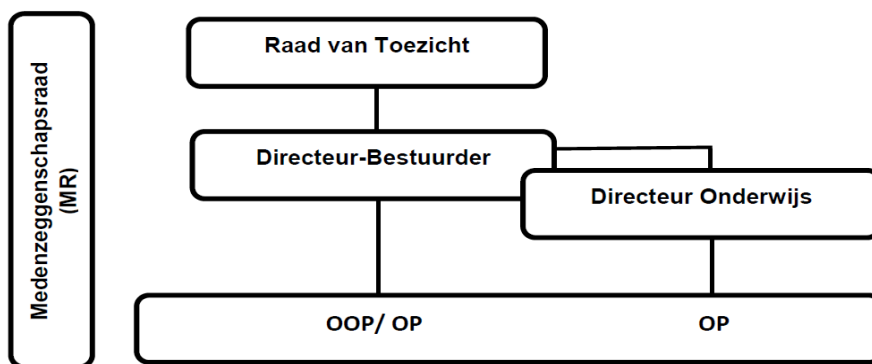 Medenzeggenschapsraad
(MR)
Raad van Toezicht
Directeur-Bestuurder
Directeur Onderwijs
OOP/ OP
OP